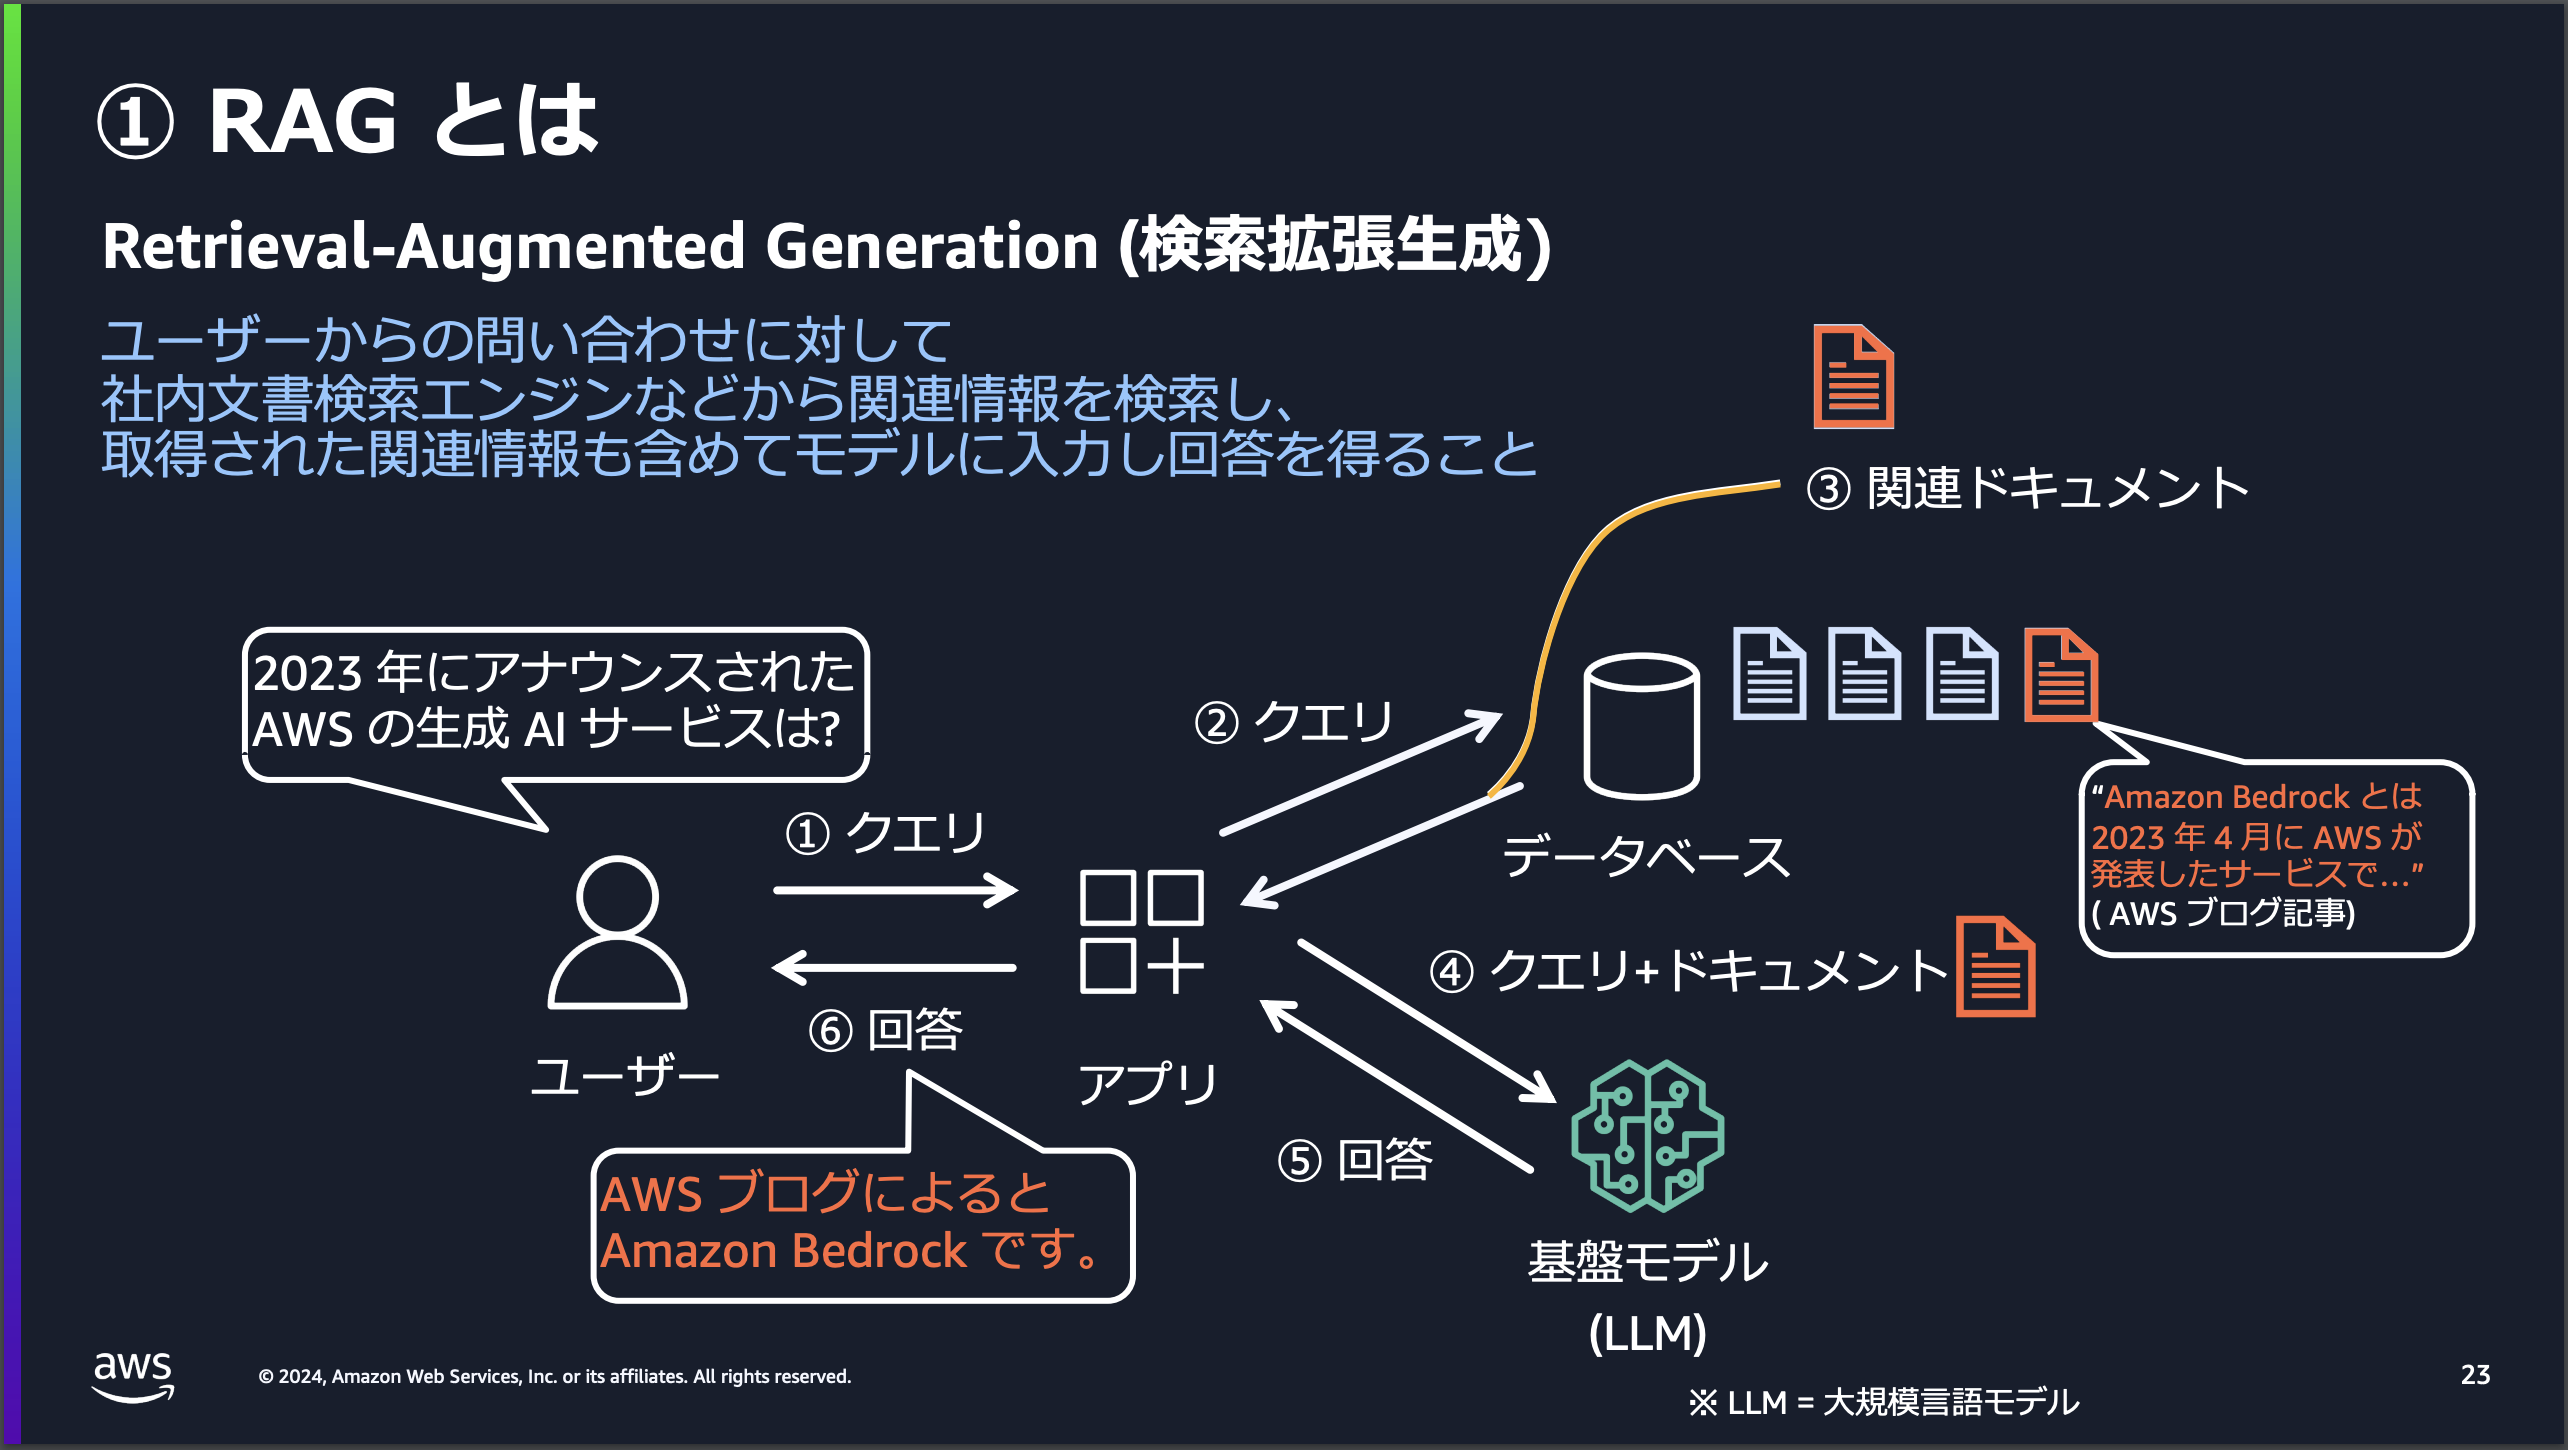 ① RAG とは
Retrieval-Augmented Generation (検索拡張生成)
ユーザーからの問い合わせに対して
社内文書検索エンジンなどから関連情報を検索し、
取得された関連情報も含めてモデルに入力し回答を得ること
③ 関連ドキュメント
2023 年にアナウンスされた
AWS の生成 AI サービスは?
② クエリ
① クエリ
データベース
“Amazon Bedrock とは
2023 年 4 月に AWS が
発表したサービスで…”
( AWS ブログ記事)
④ クエリ+ドキュメント
⑥ 回答
ユーザー
アプリ
⑤ 回答
AWS ブログによると
Amazon Bedrock です。
基盤モデル
(LLM)
aws
© 2024, Amazon Web Services, Inc. or its affiliates. All rights reserved.
※ LLM = 大規模言語モデル
23